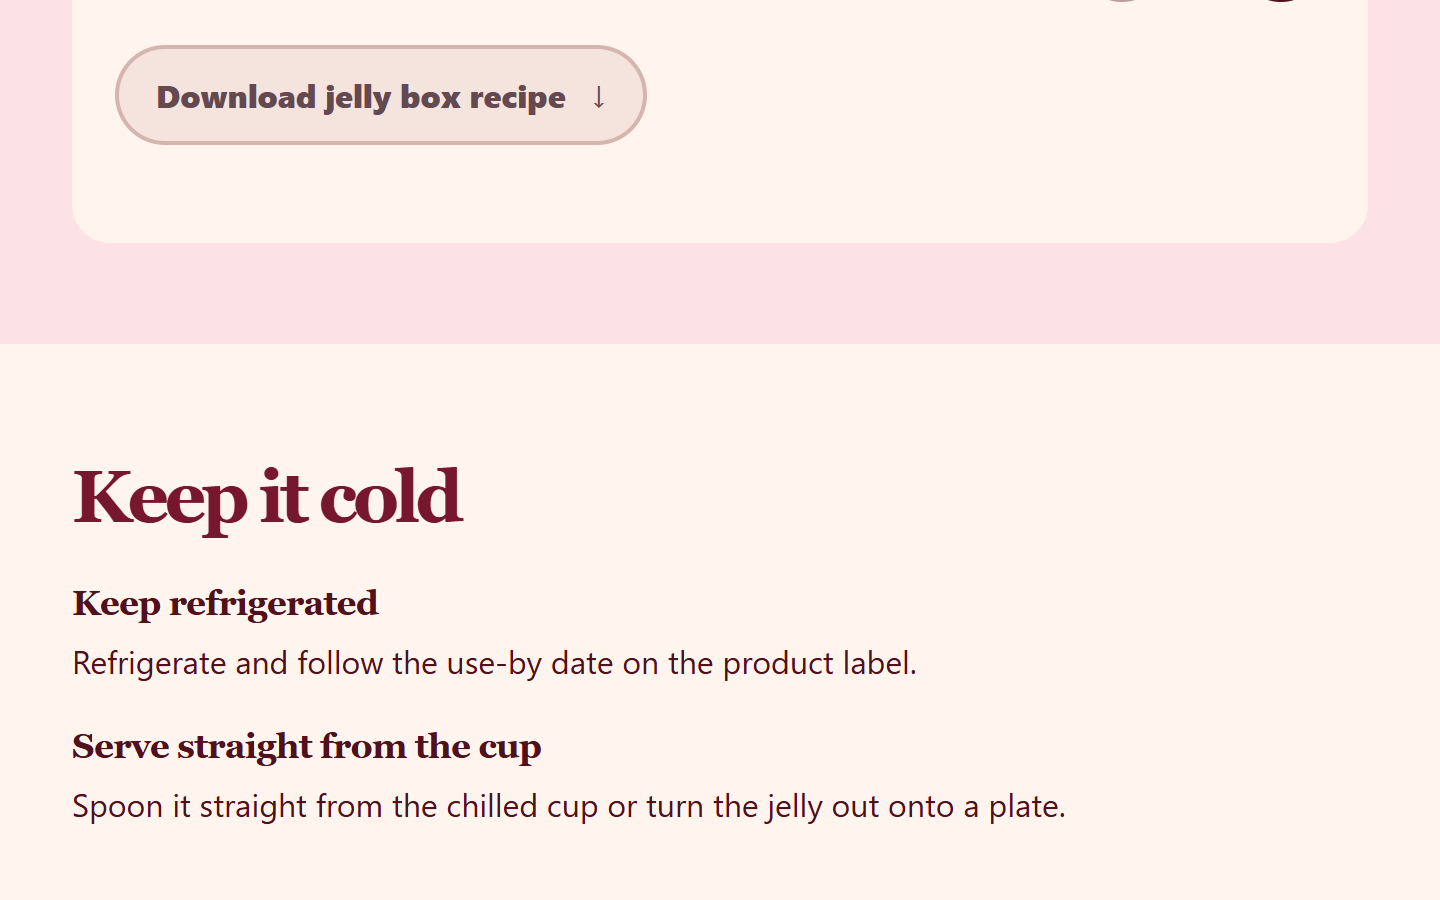 Download jelly box recipe ↓
Keep it cold
Keep refrigerated
Refrigerate and follow the use-by date on the product label.
Serve straight from the cup
Spoon it straight from the chilled cup or turn the jelly out onto a plate.